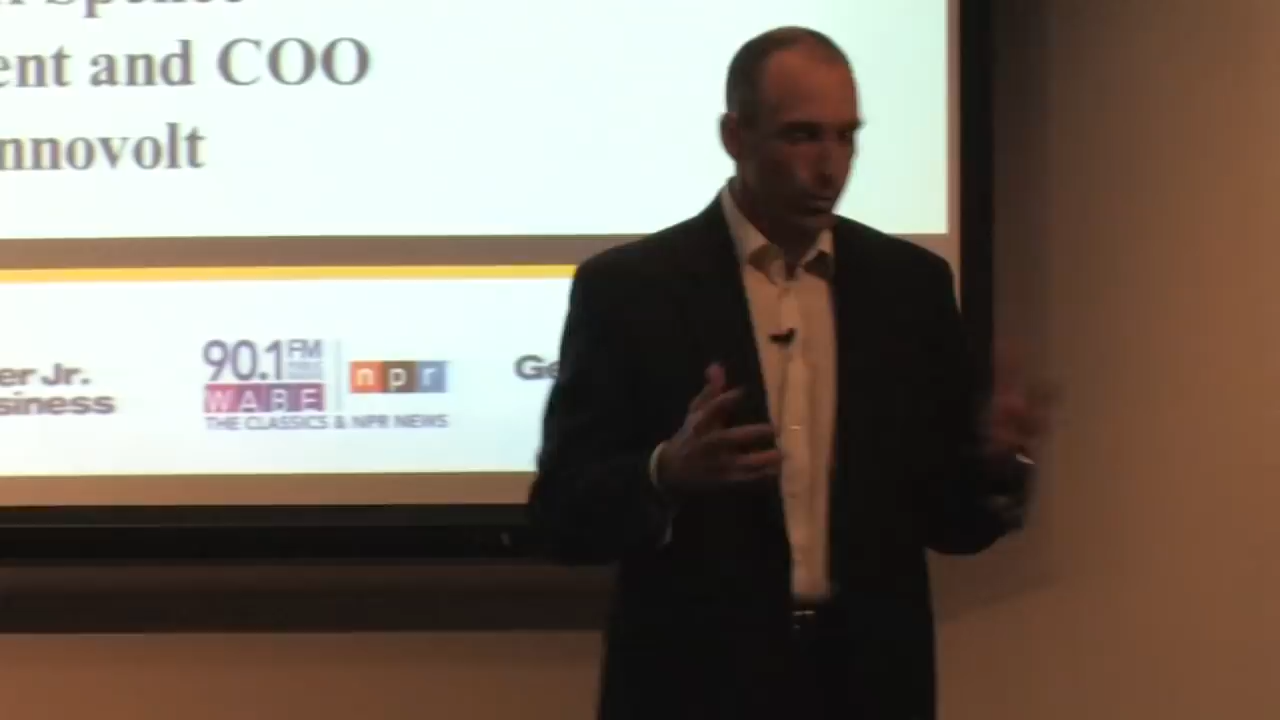 ent and COO
nnovolt
er Jr.
siness
90.1 FM
WABE
npr
THE CLASSICS & NPR NEWS
Ge